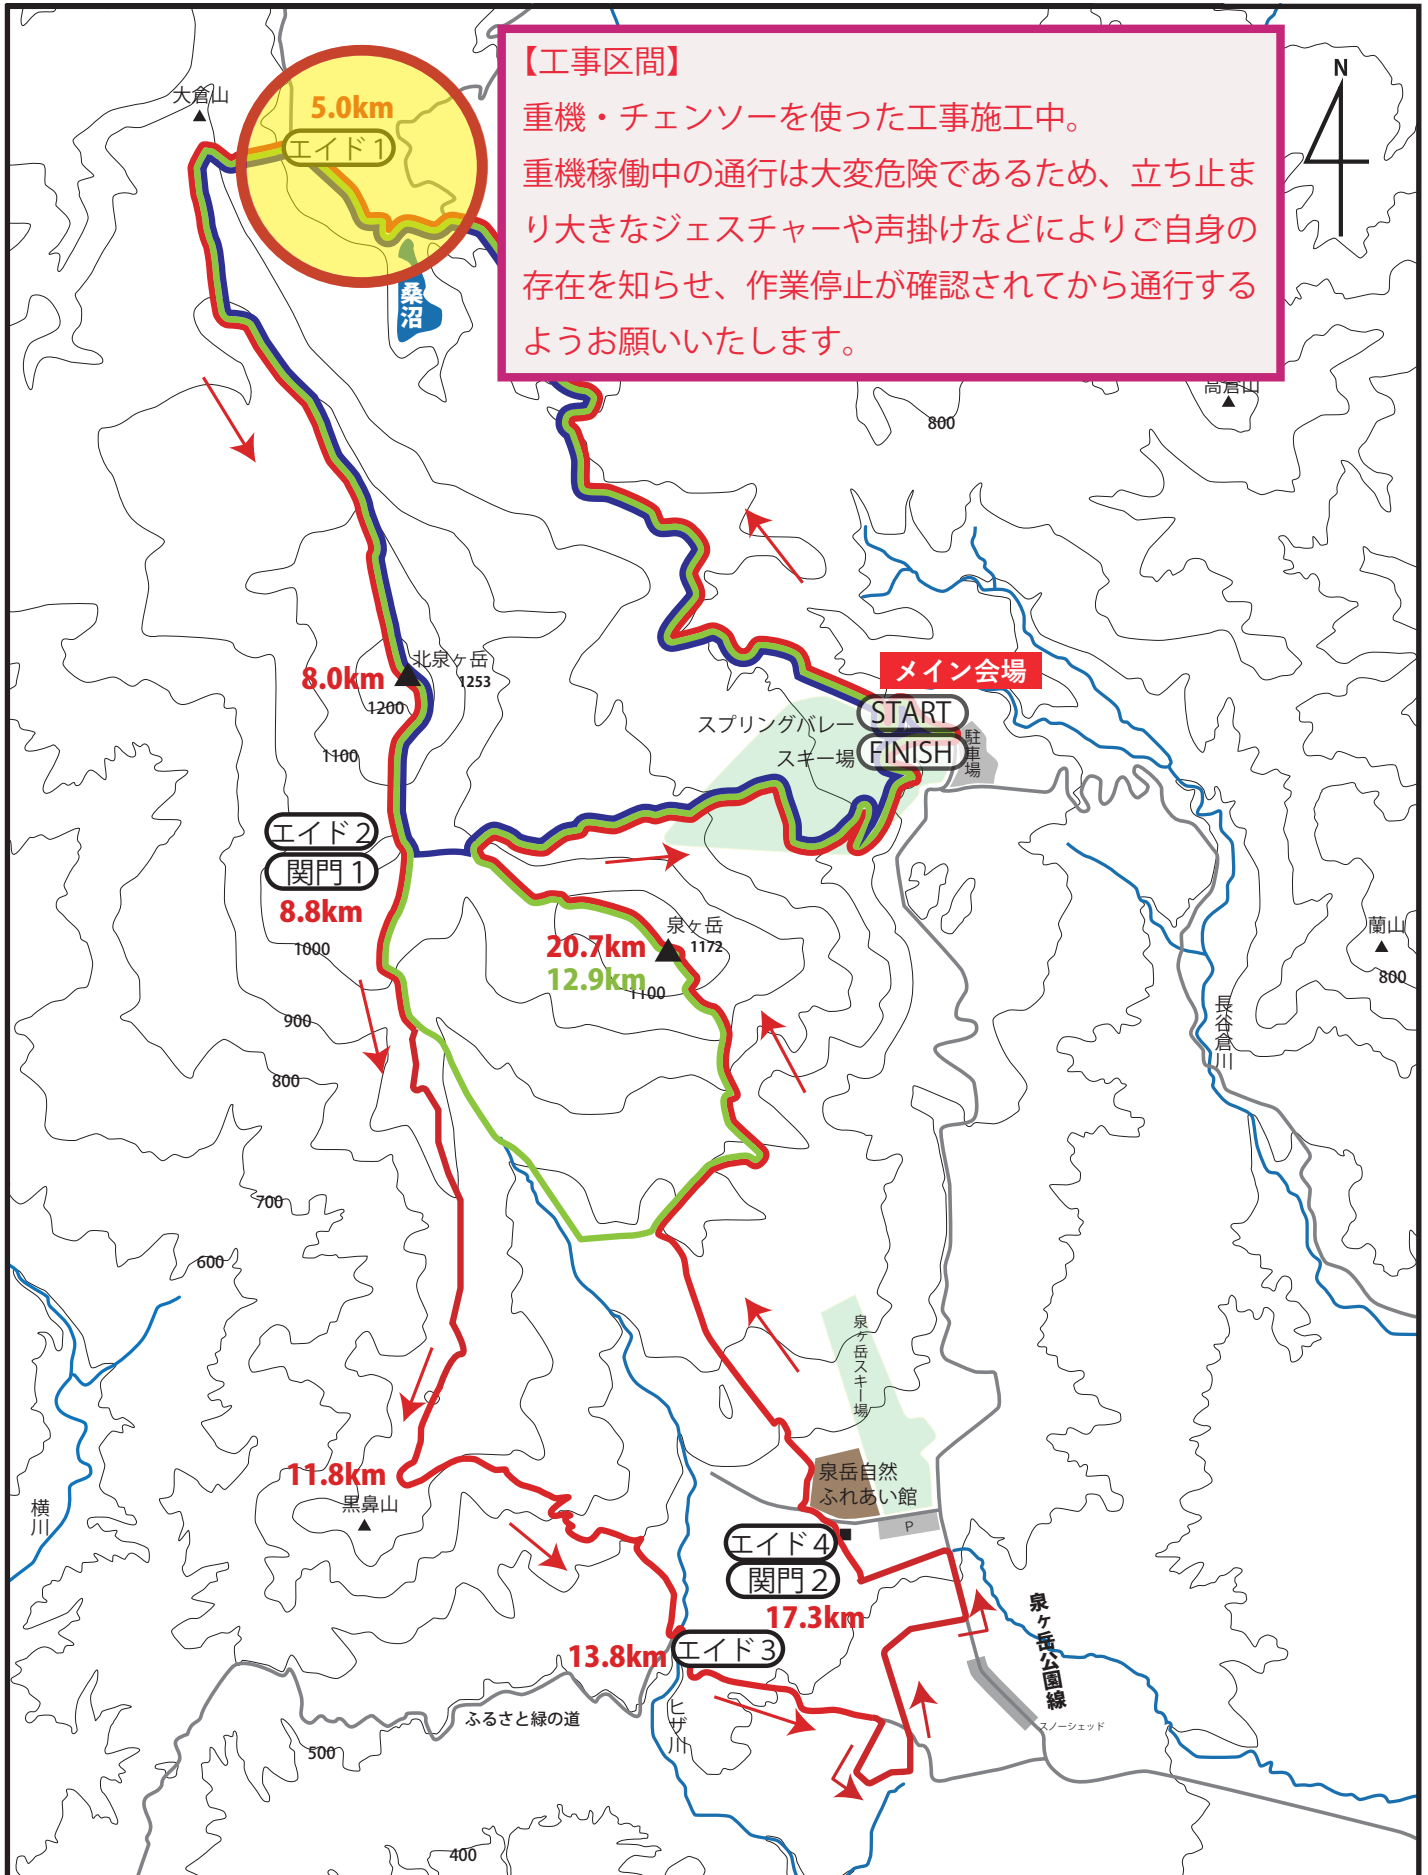 【工事区間】
重機・チェンソーを使った工事施工中。
重機稼働中の通行は大変危険であるため、立ち止ま
り大きなジェスチャーや声掛けなどによりご自身の
存在を知らせ、作業停止が確認されてから通行する
ようお願いいたします。
N
大倉山
5.0km
エイド1
桑沼
高倉山
800
北泉ヶ岳
1253
8.0km
1200
1100
メイン会場
START
FINISH
スプリングバレー
スキー場
駐車場
エイド2
関門1
8.8km
1000
900
800
泉ヶ岳
1172
20.7km
12.9km
1100
蘭山
800
長谷倉川
700
600
泉ヶ岳スキー場
11.8km
黒鼻山
横川
泉岳自然
ふれあい館
P
エイド4
関門2
17.3km
泉ヶ岳公園線
13.8km
エイド3
ふるさと緑の道
ヒザ川
スノーシェッド
500
400